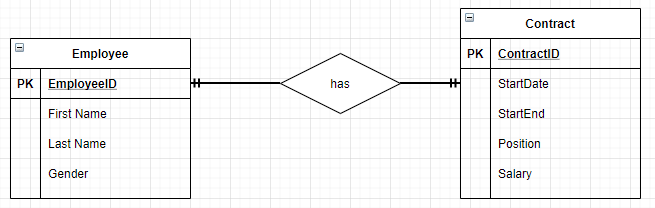 Employee
PK EmployeeID
First Name
Last Name
Gender
has
Contract
PK ContractID
StartDate
StartEnd
Position
Salary